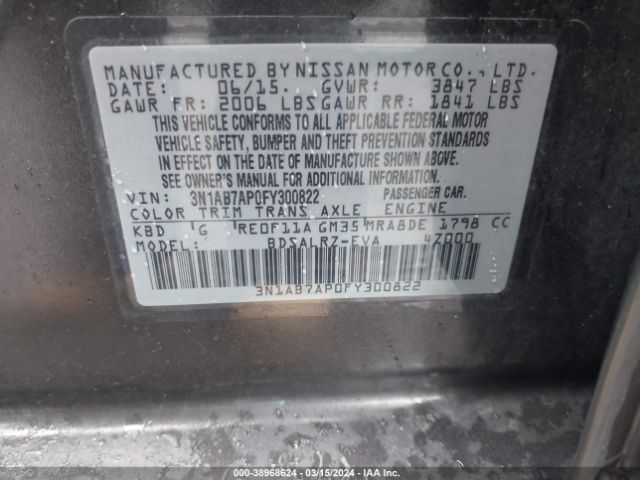 MANUFACTURED BY NISSAN MOTOR CO., LTD.
DATE: 06/15. GVWR: 3847 LBS
GAWR FR: 2006 LBS GAWR RR: 1841 LBS
THIS VEHICLE CONFORMS TO ALL APPLICABLE FEDERAL MOTOR
VEHICLE SAFETY, BUMPER AND THEFT PREVENTION STANDARDS
IN EFFECT ON THE DATE OF MANUFACTURE SHOWN ABOVE.
SEE OWNER'S MANUAL FOR ADDITIONAL INFORMATION.
VIN: 3N1AB7AP0FY300822 PASSENGER CAR.
COLOR TRIM TRANS AXLE ENGINE
KBD G RE0F11A GM35 MRA8DE 1798 CC
MODEL: BDSALRZ-EVA 4Z000
3N1AB7AP0FY300822
000-38968624 — 03/15/2024 — IAA Inc.